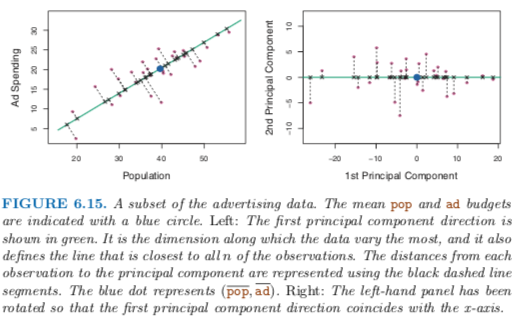 Ad Spending
30
25
20
15
10
5
20 30 40 50
Population
2nd Principal Component
10
5
0
−5
−10
−20 −10 0 10 20
1st Principal Component
FIGURE 6.15. A subset of the advertising data. The mean pop and ad budgets
are indicated with a blue circle. Left: The first principal component direction is
shown in green. It is the dimension along which the data vary the most, and it also
defines the line that is closest to all n of the observations. The distances from each
observation to the principal component are represented using the black dashed line
segments. The blue dot represents (pop, ad). Right: The left-hand panel has been
rotated so that the first principal component direction coincides with the x-axis.